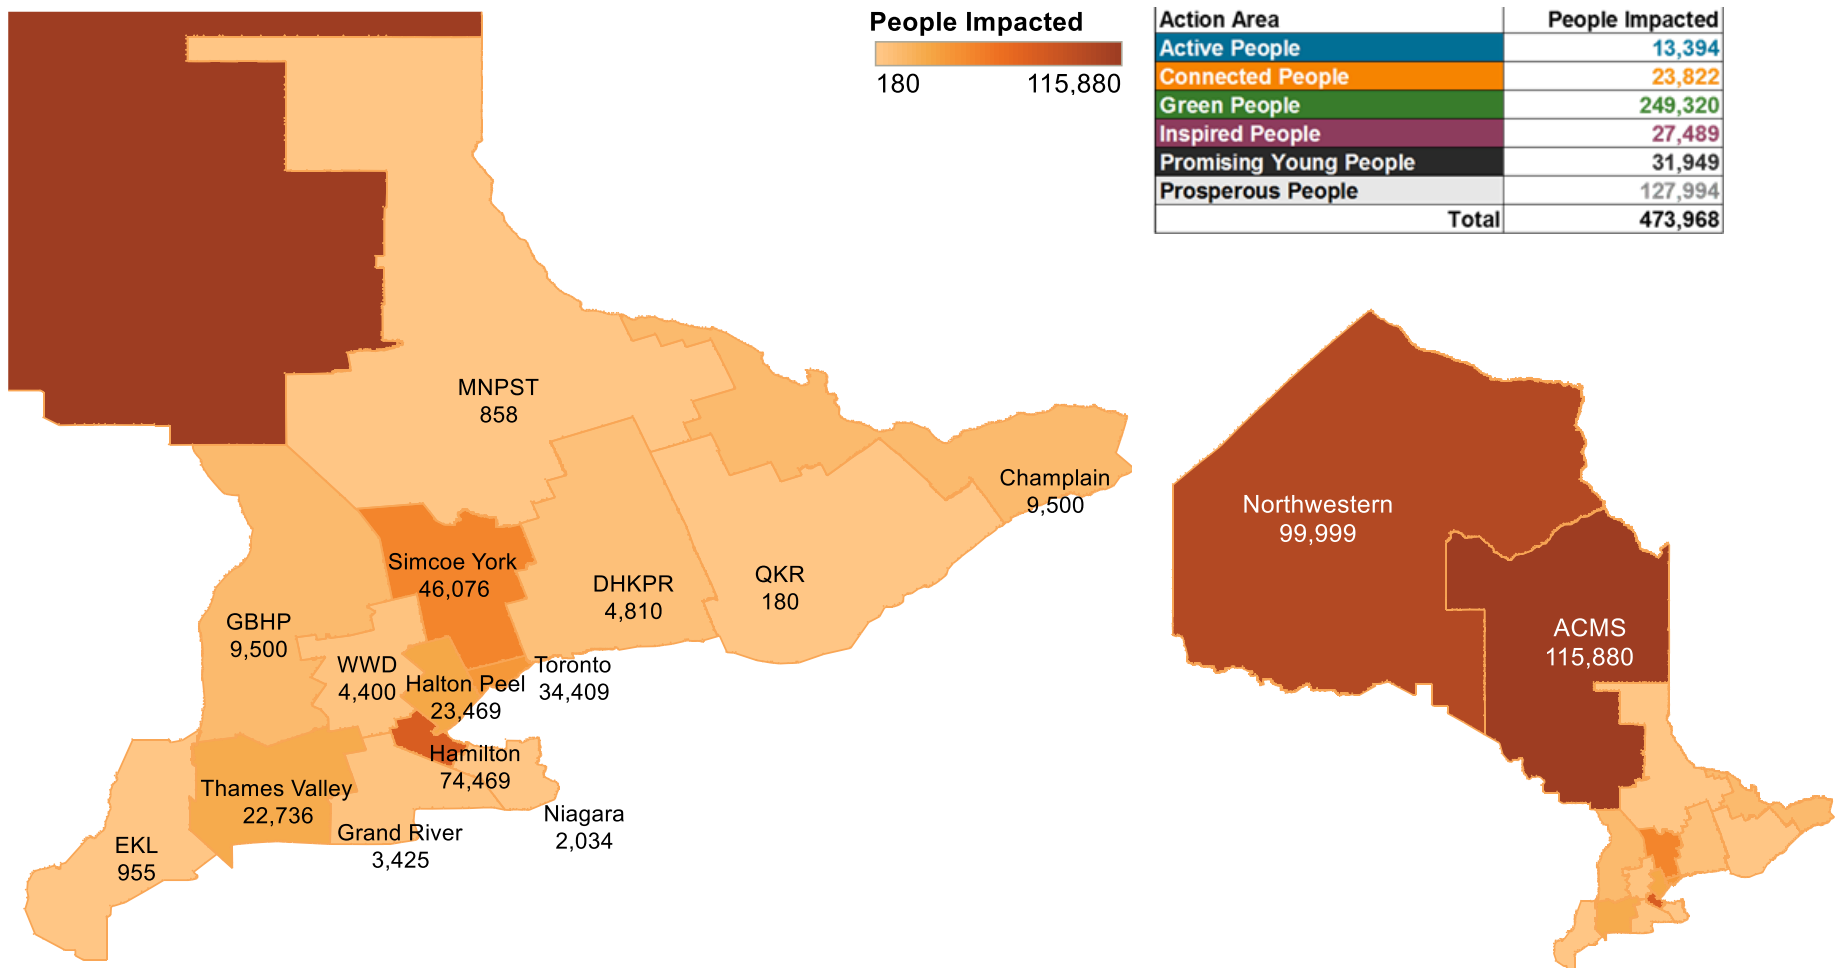 People Impacted
180 115,880
Action Area People Impacted
Active People 13,394
Connected People 23,822
Green People 249,320
Inspired People 27,489
Promising Young People 31,949
Prosperous People 127,994
Total 473,968
MNPST
858
Champlain
9,500
Simcoe York
46,076
DHKPR
4,810
QKR
180
GBHP
9,500
WWD
4,400
Toronto
34,409
Halton Peel
23,469
Hamilton
74,469
Thames Valley
22,736
Niagara
2,034
Grand River
3,425
EKL
955
Northwestern
99,999
ACMS
115,880